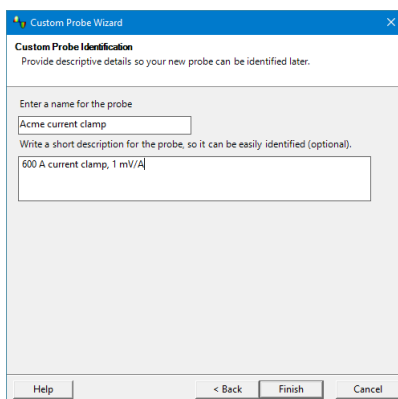 Custom Probe Wizard
Custom Probe Identification
Provide descriptive details so your new probe can be identified later.
Enter a name for the probe
Acme current clamp
Write a short description for the probe, so it can be easily identified (optional).
600 A current clamp, 1 mV/A
Help
< Back
Finish
Cancel